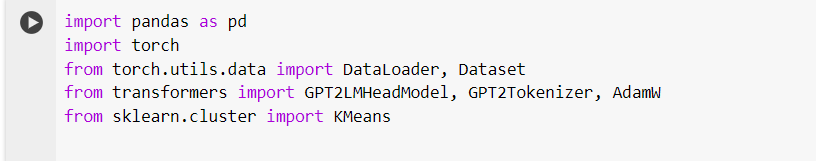 import pandas as pd
import torch
from torch.utils.data import DataLoader, Dataset
from transformers import GPT2LMHeadModel, GPT2Tokenizer, AdamW
from sklearn.cluster import KMeans